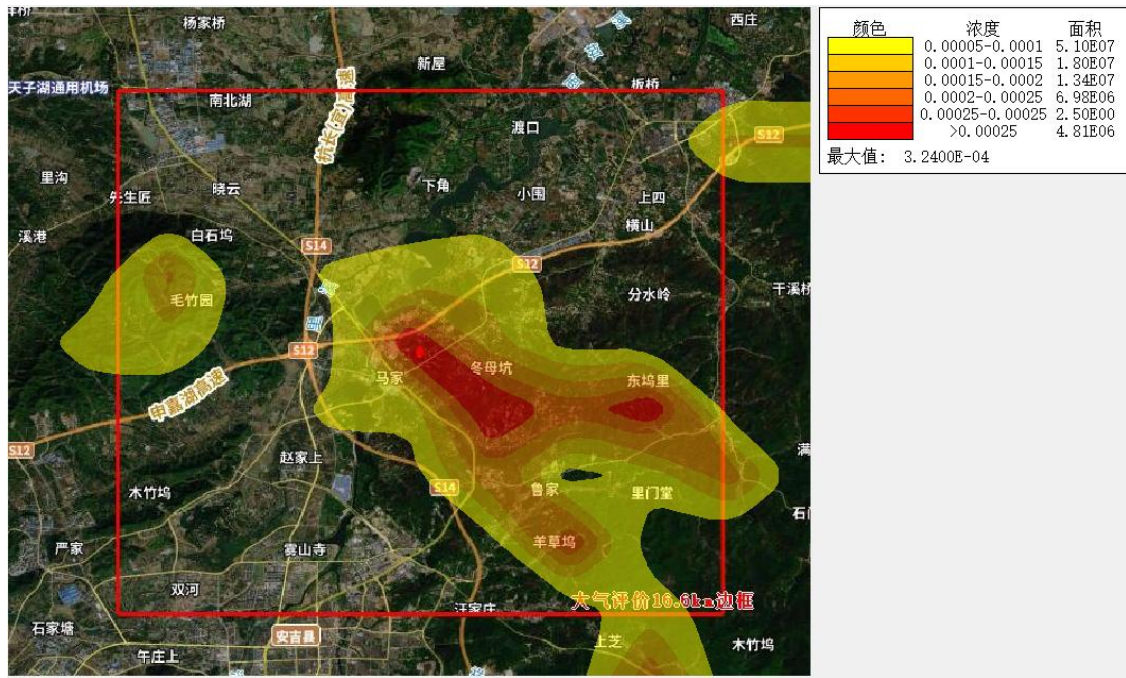 杨家桥
西庄
新屋
天子湖通用机场
南北湖
板桥
杭长(宜)高速
渡口
S12
里沟
先生匠
晓云
下角
小围
上四
横山
溪港
白石坞
S14
S12
毛竹园
分水岭
干溪桥
S12
冬母坑
马家
东坞里
申嘉湖高速
S12
赵家上
满
木竹坞
S14
鲁家
里门堂
石门
严家
雾山寺
羊草坞
双河
汪家庄
大气评价16.6km边框
石家塘
安吉县
上芝
木竹坞
午庄上
颜色 浓度 面积
0.00005-0.0001 5.10E07
0.0001-0.00015 1.80E07
0.00015-0.0002 1.34E07
0.0002-0.00025 6.98E06
0.00025-0.00025 2.50E00
>0.00025 4.81E06
最大值: 3.2400E-04